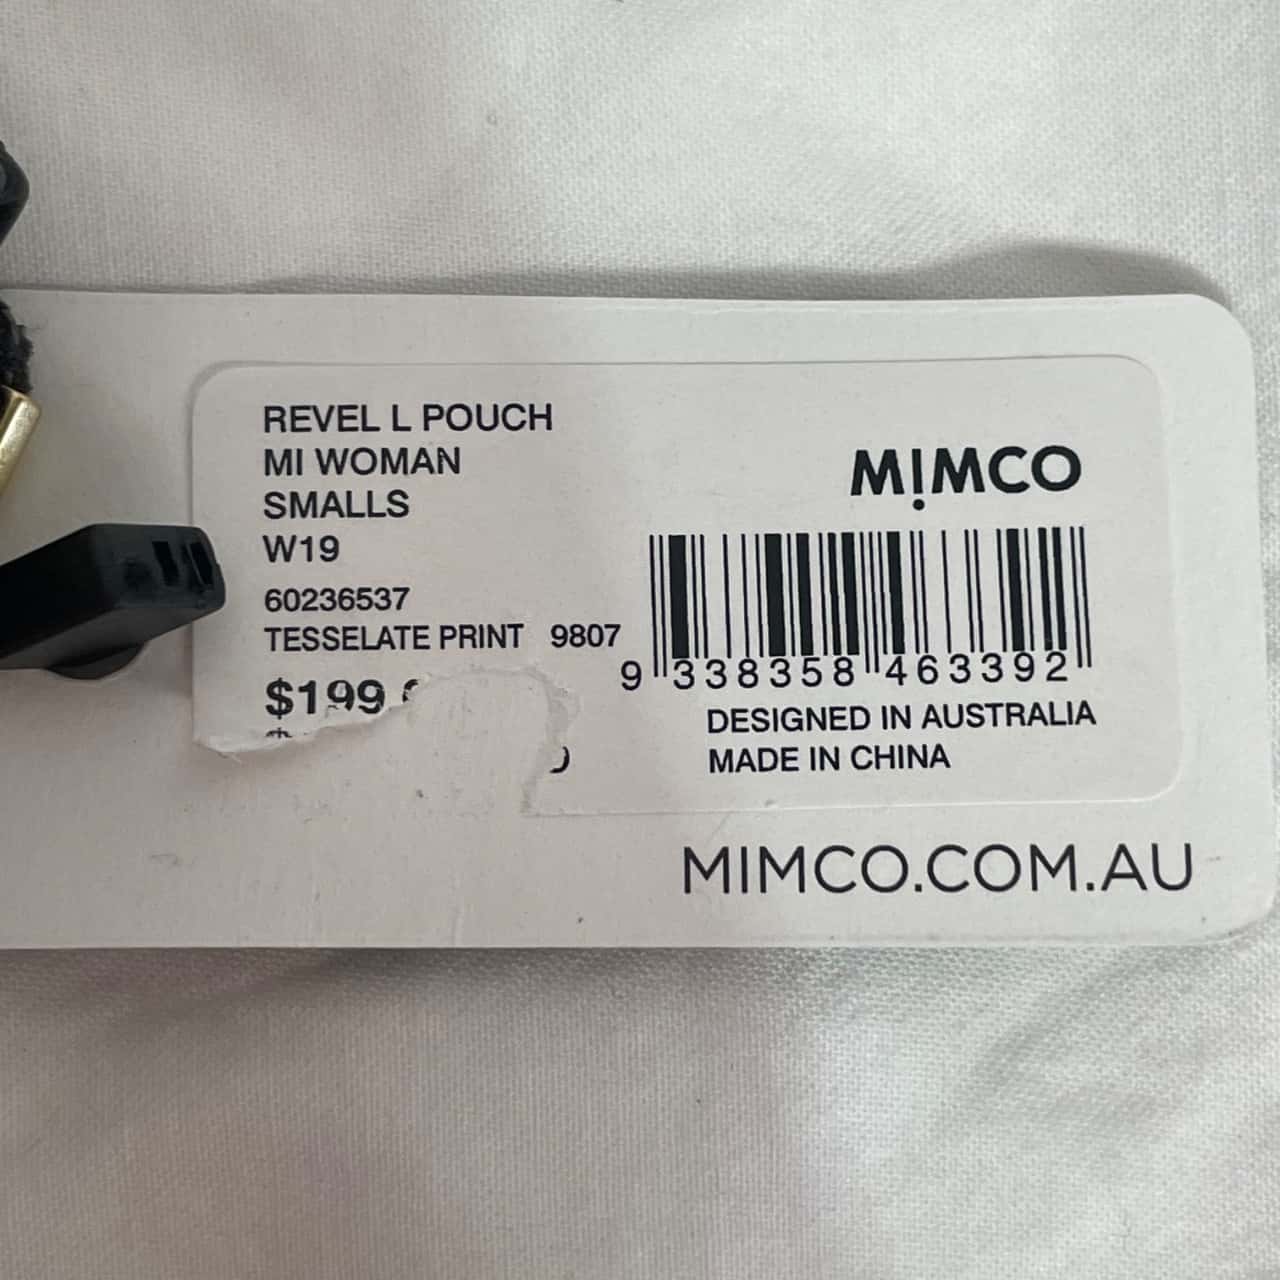 REVEL L POUCH
MI WOMAN
SMALLS
W19
60236537
TESSELATE PRINT 9807
$199
MIMCO
9 338358 463392
DESIGNED IN AUSTRALIA
MADE IN CHINA
MIMCO.COM.AU